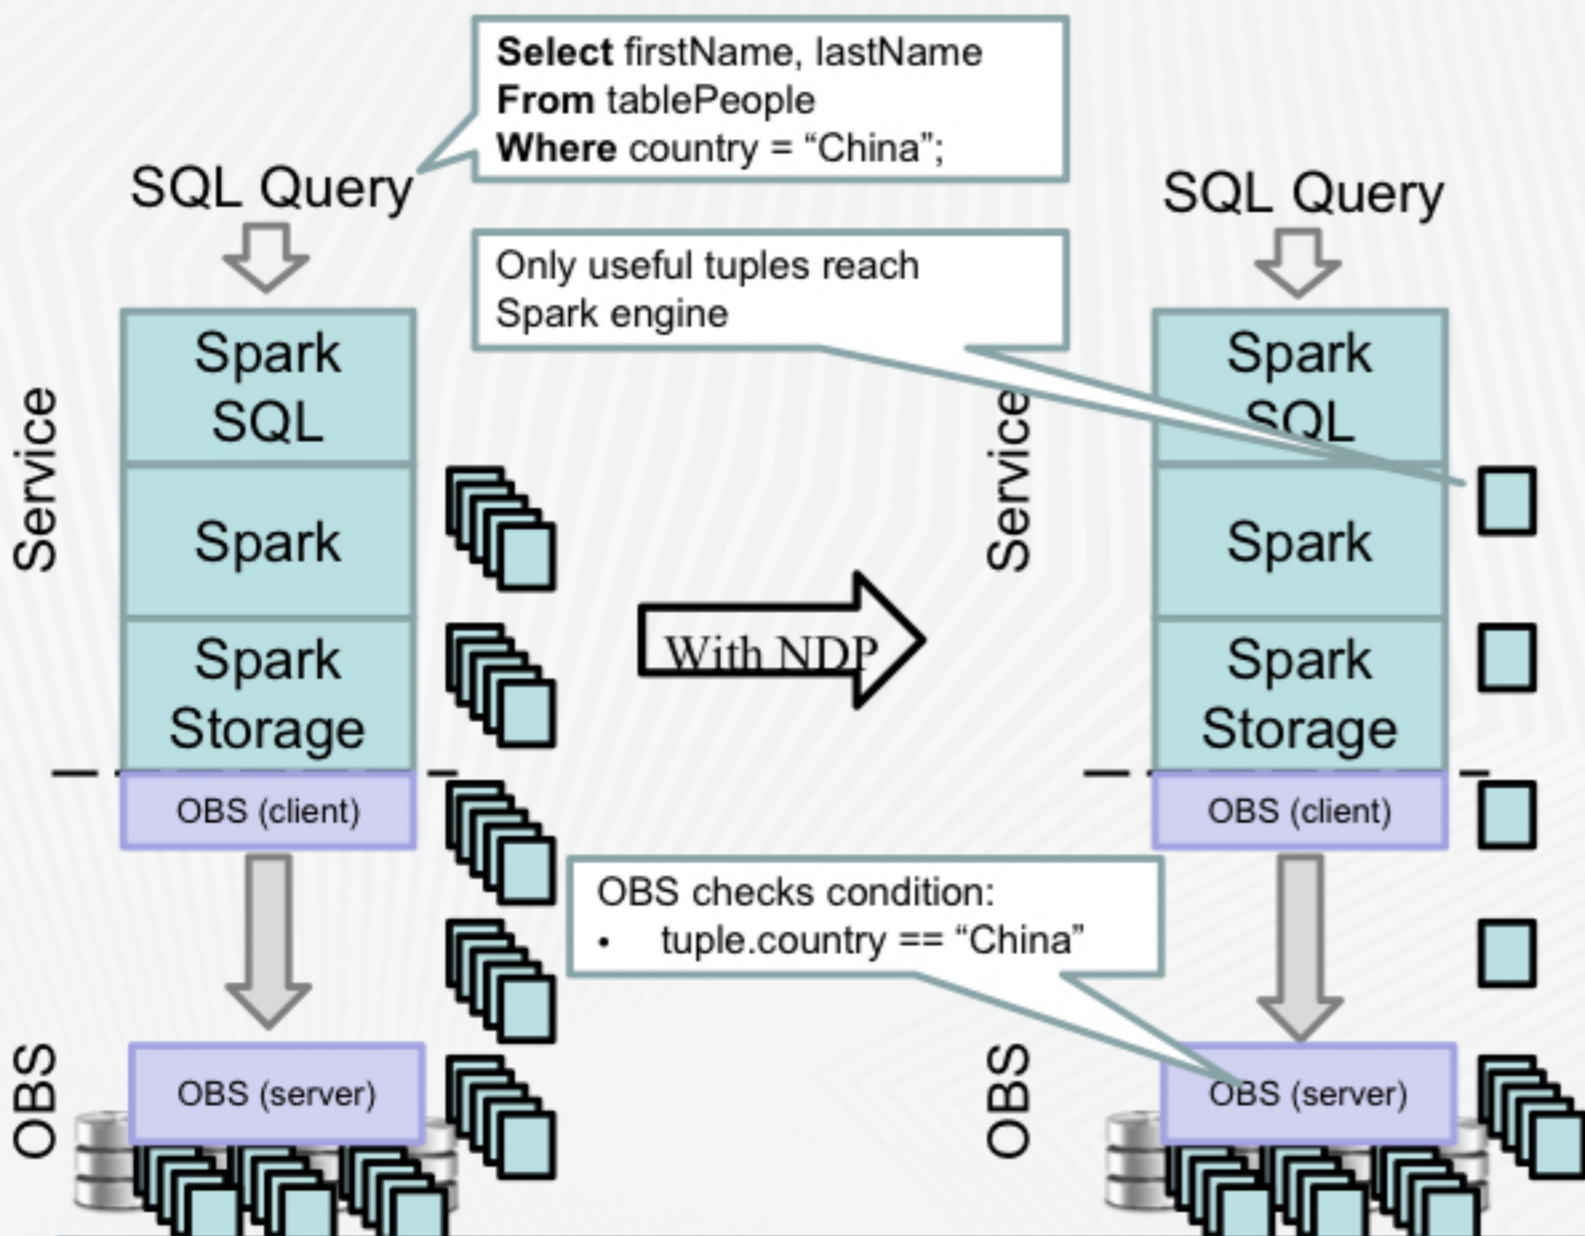 Select firstName, lastName
From tablePeople
Where country = “China”;
SQL Query
Spark
SQL
Spark
Spark
Storage
OBS (client)
OBS (server)
Service
OBS
Only useful tuples reach
Spark engine
With NDP
OBS checks condition:
• tuple.country == “China”
SQL Query
Spark
SQL
Spark
Spark
Storage
OBS (client)
OBS (server)
Service
OBS